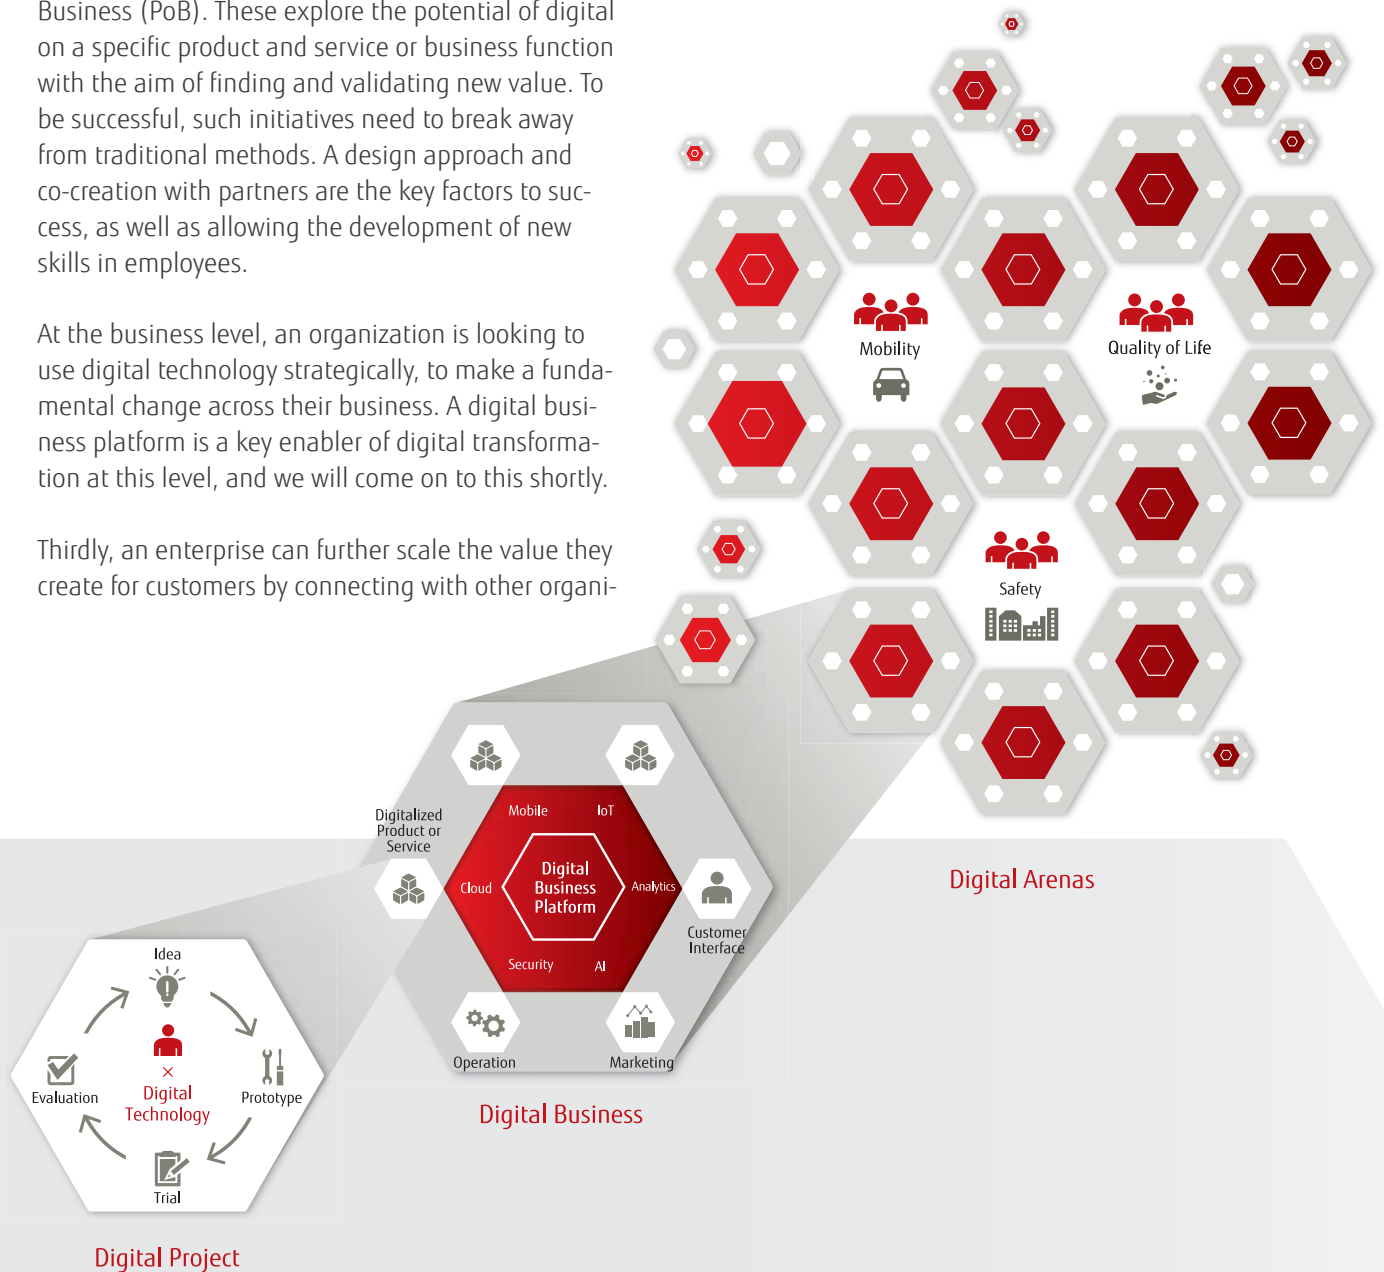 Business (PoB). These explore the potential of digital
on a specific product and service or business function
with the aim of finding and validating new value. To
be successful, such initiatives need to break away
from traditional methods. A design approach and
co-creation with partners are the key factors to suc-
cess, as well as allowing the development of new
skills in employees.
At the business level, an organization is looking to
use digital technology strategically, to make a funda-
mental change across their business. A digital busi-
ness platform is a key enabler of digital transforma-
tion at this level, and we will come on to this shortly.
Thirdly, an enterprise can further scale the value they
create for customers by connecting with other organi-
Mobility
Quality of Life
Safety
Digital Arenas
Digitalized
Product or
Service
Mobile
IoT
Cloud
Digital
Business
Platform
Analytics
Security
AI
Customer
Interface
Operation
Marketing
Digital Business
Idea
Evaluation
×
Digital
Technology
Prototype
Trial
Digital Project